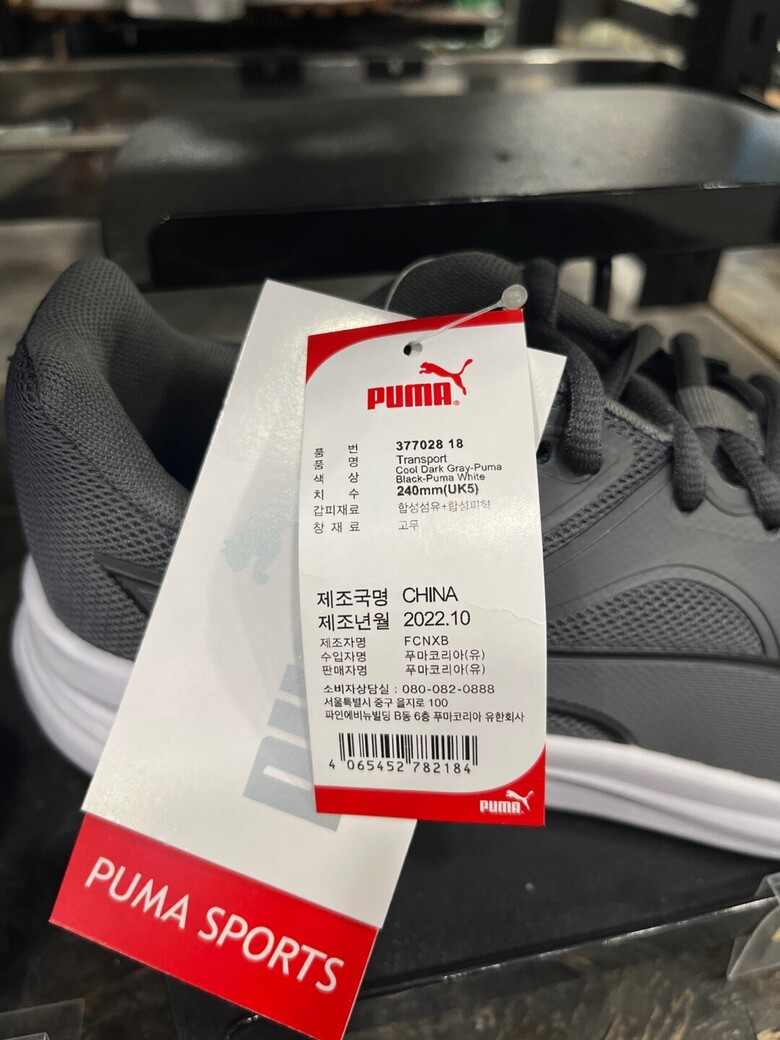 PUMA
품 번 377028 18
품 명 Transport
색 상 Cool Dark Gray-Puma
Black-Puma White
치 수 240mm(UK5)
갑피재료 합성섬유+합성피혁
창 재 료 고무
제조국명 CHINA
제조년월 2022.10
제조자명 FCNXB
수입자명 푸마코리아(유)
판매자명 푸마코리아(유)
소비자상담실 : 080-082-0888
서울특별시 중구 을지로 100
파인에비뉴빌딩 B동 6층 푸마코리아 유한회사
4 065452 782184
PUMA
PUMA SPORTS